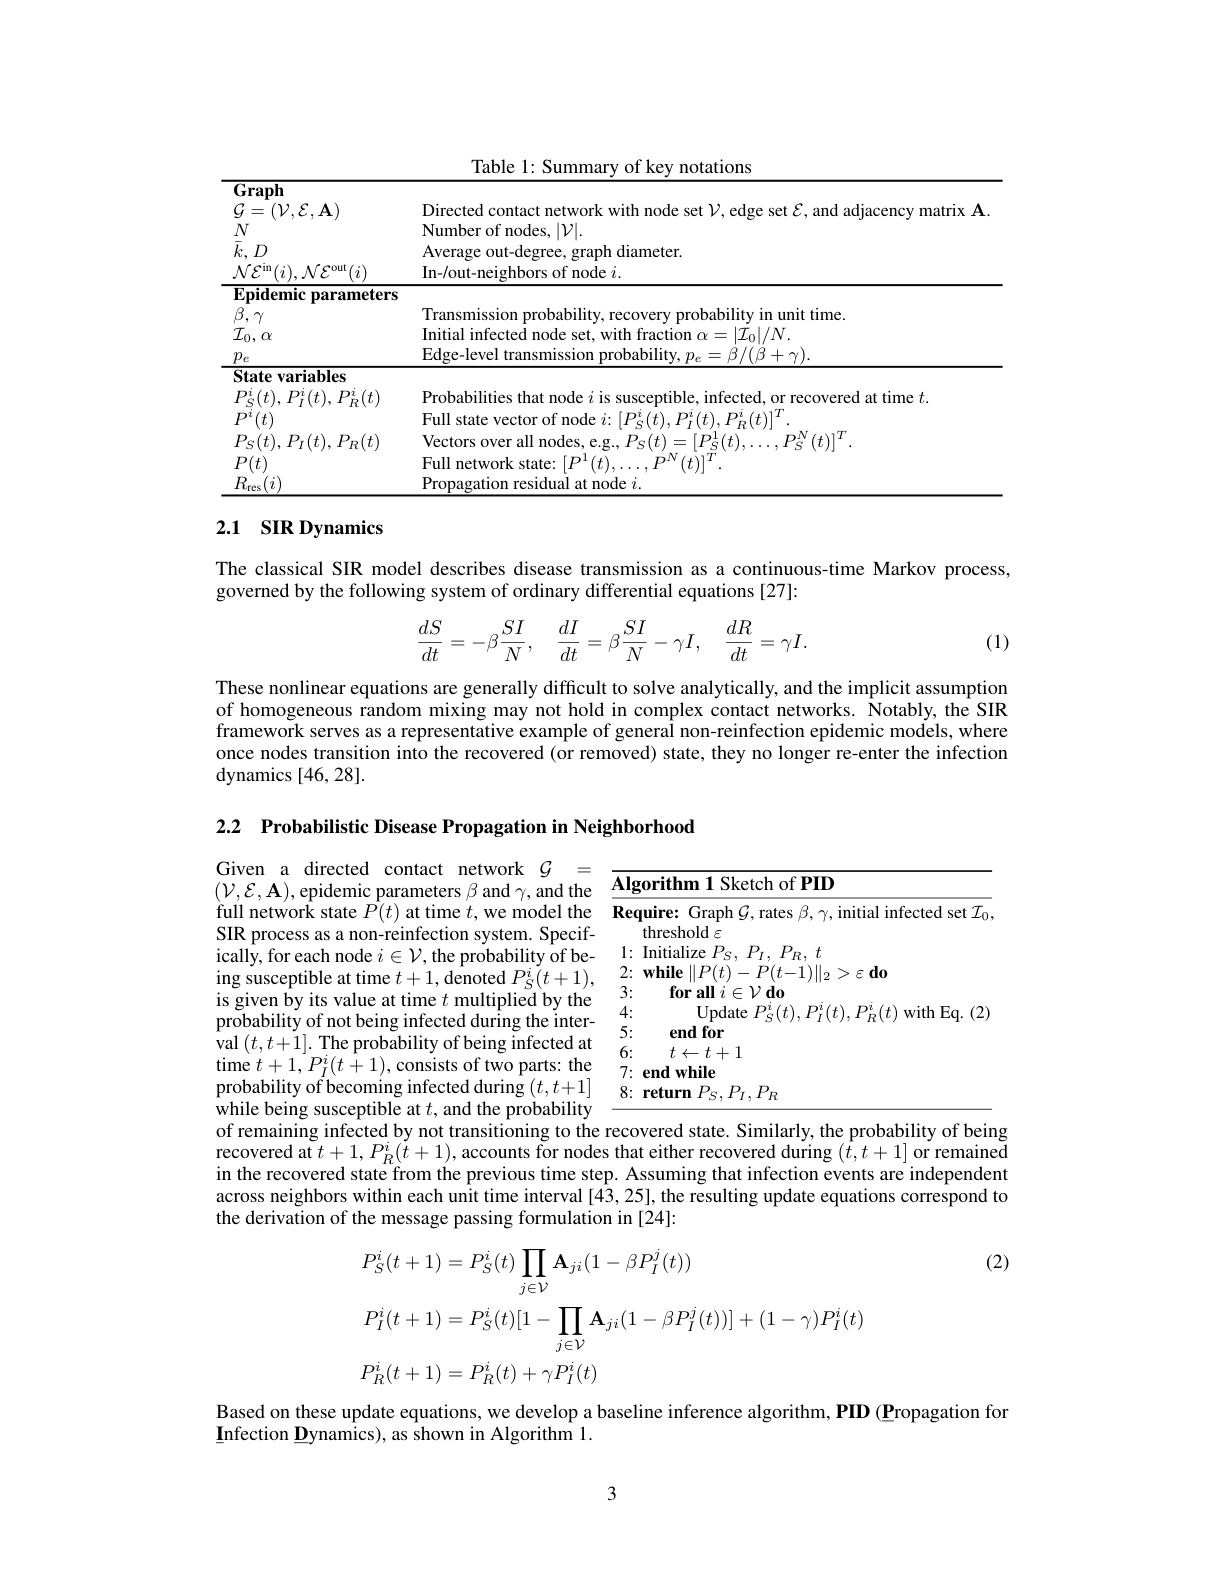 Table 1: Summary of key notations
Graph
𝒢 = (𝒱, ℰ, 𝐀) Directed contact network with node set 𝒱, edge set ℰ, and adjacency matrix 𝐀.
N Number of nodes, |𝒱|.
k̄, D Average out-degree, graph diameter.
𝒩ℰ^in(i), 𝒩ℰ^out(i) In-/out-neighbors of node i.
Epidemic parameters
β, γ Transmission probability, recovery probability in unit time.
ℐ_0, α Initial infected node set, with fraction α = |ℐ_0|/N.
p_e Edge-level transmission probability, p_e = β/(β + γ).
State variables
P_S^i(t), P_I^i(t), P_R^i(t) Probabilities that node i is susceptible, infected, or recovered at time t.
P^i(t) Full state vector of node i: [P_S^i(t), P_I^i(t), P_R^i(t)]^T.
P_S(t), P_I(t), P_R(t) Vectors over all nodes, e.g., P_S(t) = [P_S^1(t), . . . , P_S^N(t)]^T.
P(t) Full network state: [P^1(t), . . . , P^N(t)]^T.
R_res(i) Propagation residual at node i.
2.1 SIR Dynamics
The classical SIR model describes disease transmission as a continuous-time Markov process,
governed by the following system of ordinary differential equations [27]:
dS/dt = −β SI/N, dI/dt = β SI/N − γI, dR/dt = γI. (1)
These nonlinear equations are generally difficult to solve analytically, and the implicit assumption
of homogeneous random mixing may not hold in complex contact networks. Notably, the SIR
framework serves as a representative example of general non-reinfection epidemic models, where
once nodes transition into the recovered (or removed) state, they no longer re-enter the infection
dynamics [46, 28].
2.2 Probabilistic Disease Propagation in Neighborhood
Given a directed contact network 𝒢 =
(𝒱, ℰ, 𝐀), epidemic parameters β and γ, and the
full network state P(t) at time t, we model the
SIR process as a non-reinfection system. Specif-
ically, for each node i ∈ 𝒱, the probability of be-
ing susceptible at time t + 1, denoted P_S^i(t + 1),
is given by its value at time t multiplied by the
probability of not being infected during the inter-
val (t, t+1]. The probability of being infected at
time t + 1, P_I^i(t + 1), consists of two parts: the
probability of becoming infected during (t, t+1]
while being susceptible at t, and the probability
Algorithm 1 Sketch of PID
Require: Graph 𝒢, rates β, γ, initial infected set ℐ_0,
threshold ε
1: Initialize P_S, P_I, P_R, t
2: while ‖P(t) − P(t−1)‖_2 > ε do
3: for all i ∈ 𝒱 do
4: Update P_S^i(t), P_I^i(t), P_R^i(t) with Eq. (2)
5: end for
6: t ← t + 1
7: end while
8: return P_S, P_I, P_R
of remaining infected by not transitioning to the recovered state. Similarly, the probability of being
recovered at t + 1, P_R^i(t + 1), accounts for nodes that either recovered during (t, t + 1] or remained
in the recovered state from the previous time step. Assuming that infection events are independent
across neighbors within each unit time interval [43, 25], the resulting update equations correspond to
the derivation of the message passing formulation in [24]:
P_S^i(t + 1) = P_S^i(t) ∏_{j∈𝒱} 𝐀_ji(1 − βP_I^j(t)) (2)
P_I^i(t + 1) = P_S^i(t)[1 − ∏_{j∈𝒱} 𝐀_ji(1 − βP_I^j(t))] + (1 − γ)P_I^i(t)
P_R^i(t + 1) = P_R^i(t) + γP_I^i(t)
Based on these update equations, we develop a baseline inference algorithm, PID (Propagation for
Infection Dynamics), as shown in Algorithm 1.
3